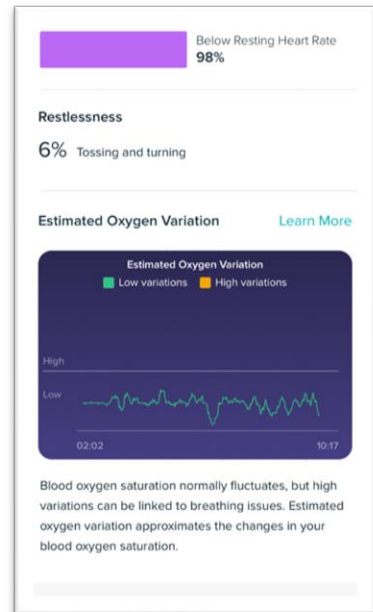 Below Resting Heart Rate
98%
Restlessness
6% Tossing and turning
Estimated Oxygen Variation Learn More
Estimated Oxygen Variation
Low variations High variations
High
Low
02:02 10:17
Blood oxygen saturation normally fluctuates, but high
variations can be linked to breathing issues. Estimated
oxygen variation approximates the changes in your
blood oxygen saturation.